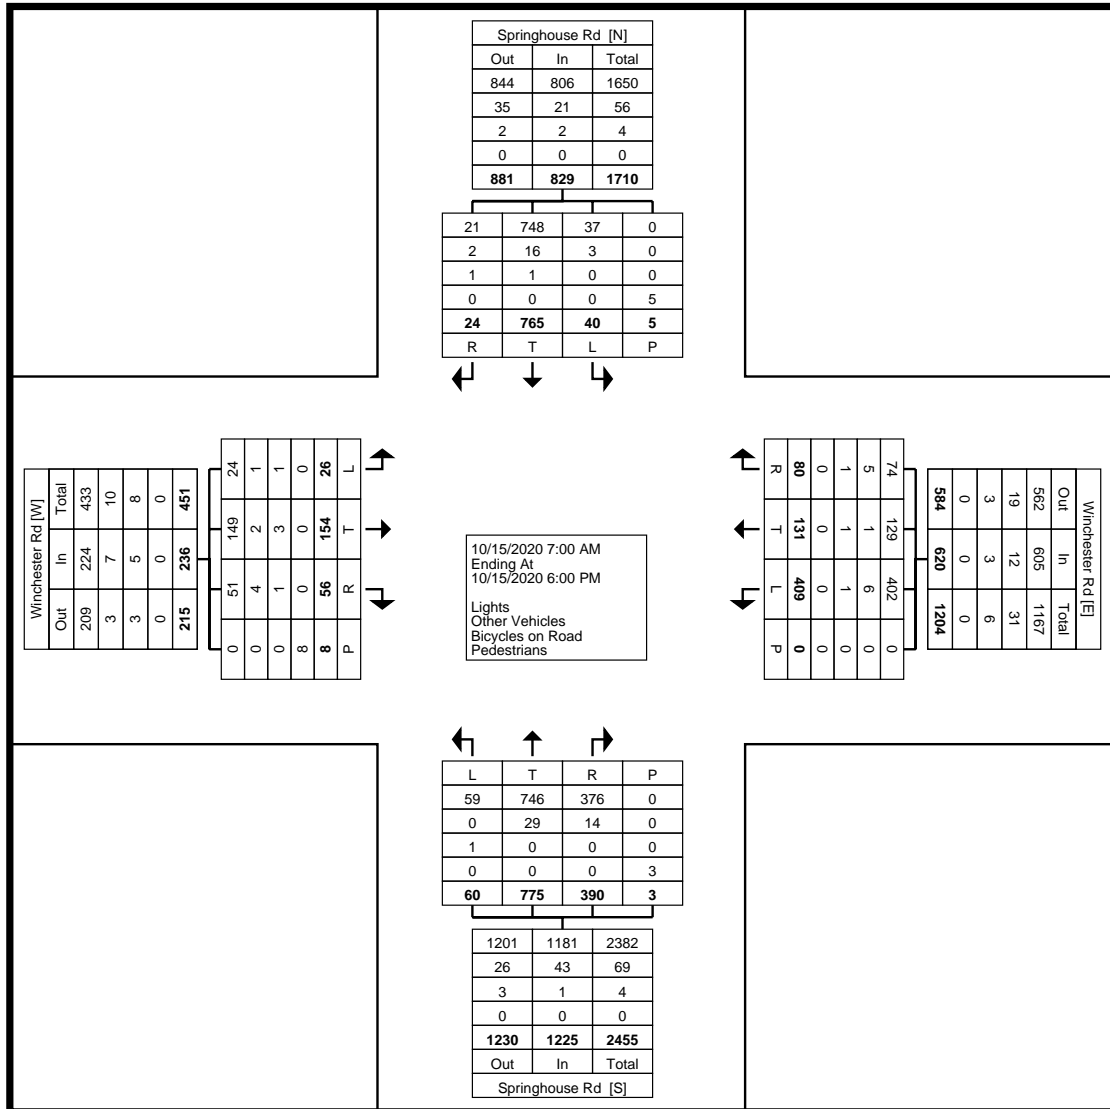 Springhouse Rd [N]
Out In Total
844 806 1650
35 21 56
2 2 4
0 0 0
881 829 1710
21 748 37 0
2 16 3 0
1 1 0 0
0 0 0 5
24 765 40 5
R T L P
Winchester Rd [W]
Total In Out
433 224 209
10 7 3
8 5 3
0 0 0
451 236 215
24 149 51 0
1 2 4 0
1 3 1 0
0 0 0 8
26 154 56 8
L T R P
10/15/2020 7:00 AM
Ending At
10/15/2020 6:00 PM
Lights
Other Vehicles
Bicycles on Road
Pedestrians
Winchester Rd [E]
Out In Total
562 605 1167
19 12 31
3 3 6
0 0 0
584 620 1204
74 129 402 0
5 1 6 0
1 1 1 0
0 0 0 0
80 131 409 0
R T L P
L T R P
59 746 376 0
0 29 14 0
1 0 0 0
0 0 0 3
60 775 390 3
1201 1181 2382
26 43 69
3 1 4
0 0 0
1230 1225 2455
Out In Total
Springhouse Rd [S]